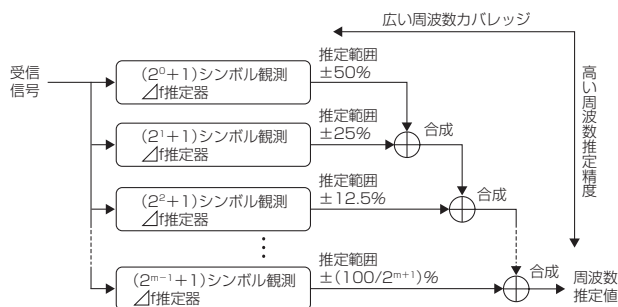 広い周波数カバレッジ
受信
信号
(2⁰+1)シンボル観測
⊿f推定器
推定範囲
±50%
(2¹+1)シンボル観測
⊿f推定器
推定範囲
±25%
合成
(2²+1)シンボル観測
⊿f推定器
推定範囲
±12.5%
合成
高い周波数推定精度
⋮
(2ᵐ⁻¹+1)シンボル観測
⊿f推定器
推定範囲
±(100/2ᵐ⁺¹)%
合成
周波数
推定値